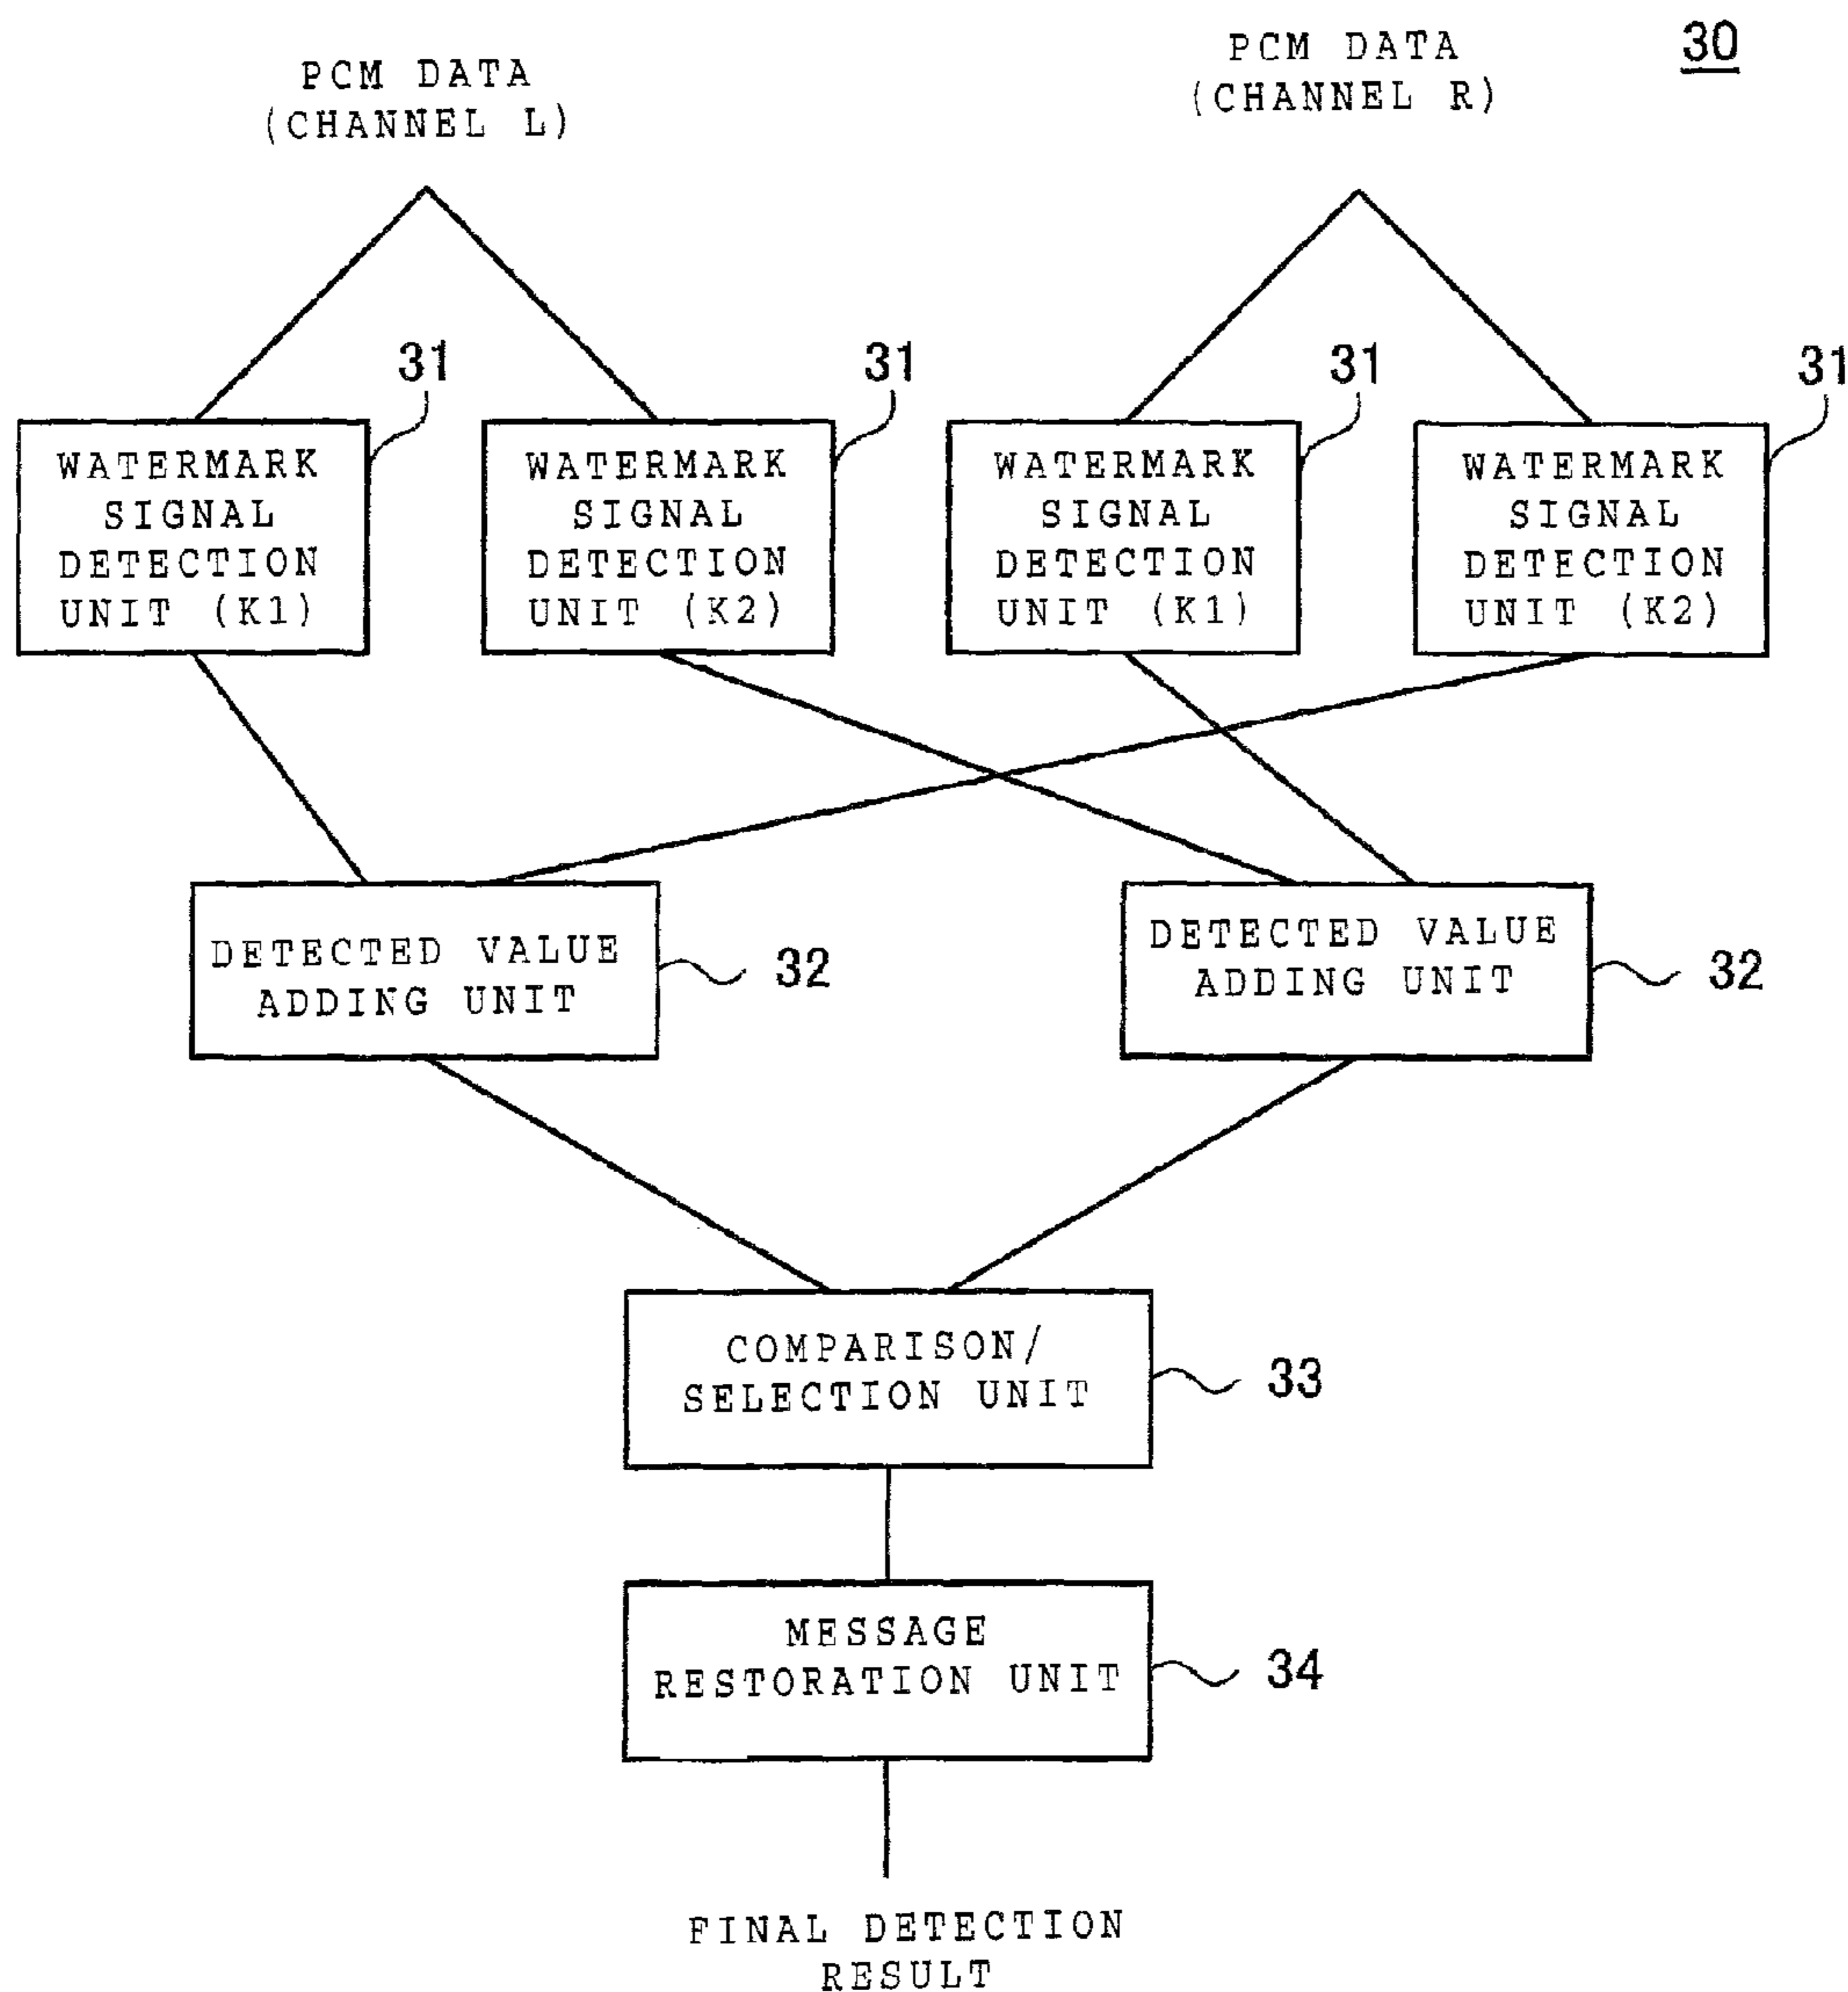 30
PCM DATA
(CHANNEL L)
PCM DATA
(CHANNEL R)
31
31
31
31
WATERMARK
SIGNAL
DETECTION
UNIT (K1)
WATERMARK
SIGNAL
DETECTION
UNIT (K2)
WATERMARK
SIGNAL
DETECTION
UNIT (K1)
WATERMARK
SIGNAL
DETECTION
UNIT (K2)
DETECTED VALUE
ADDING UNIT
32
DETECTED VALUE
ADDING UNIT
32
COMPARISON/
SELECTION UNIT
33
MESSAGE
RESTORATION UNIT
34
FINAL DETECTION
RESULT